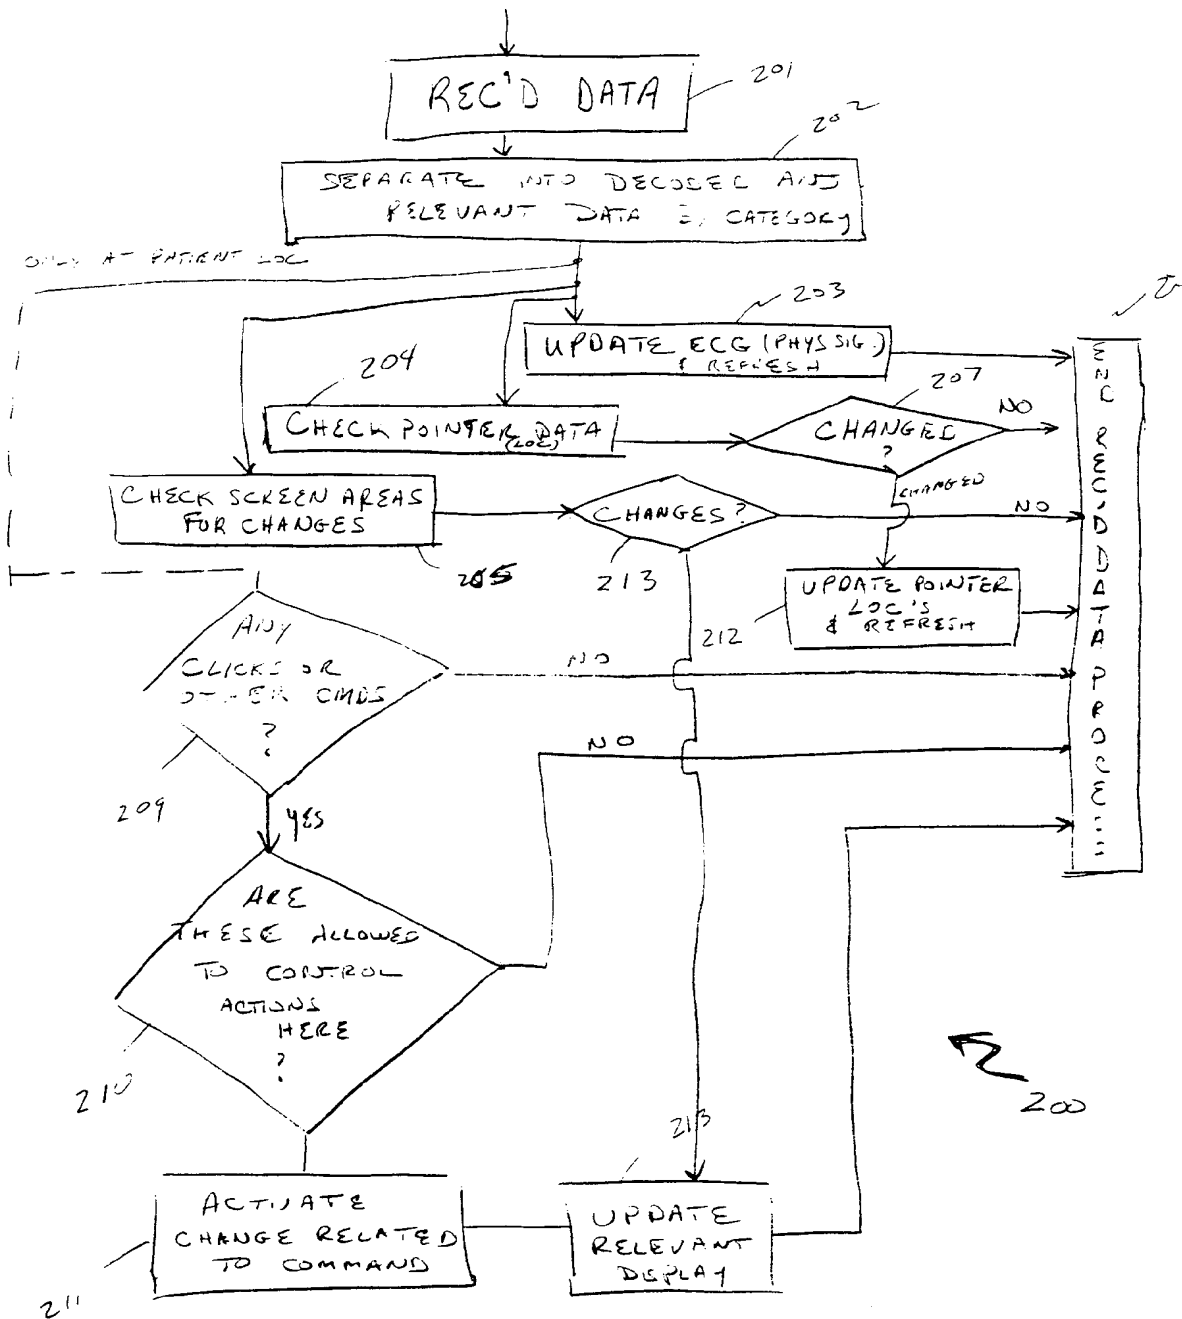 REC'D DATA
201
202
SEPARATE INTO DECODED AND
RELEVANT DATA CATEGORY
ONLY AT PATIENT LOC
203
UPDATE ECG (PHYS SIG.)
& REFRESH
204
CHECK POINTER DATA
(LOC)
207
CHANGED
?
NO
CHANGED
CHECK SCREEN AREAS
FOR CHANGES
205
CHANGES?
NO
213
UPDATE POINTER
LOC'S
& REFRESH
212
END REC'D DATA
ANY
CLICKS OR
OTHER CMDS
?
NO
209
YES
NO
ARE
THESE ALLOWED
TO CONTROL
ACTIONS
HERE
?
210
200
213
ACTIVATE
CHANGE RELATED
TO COMMAND
211
UPDATE
RELEVANT
DISPLAY